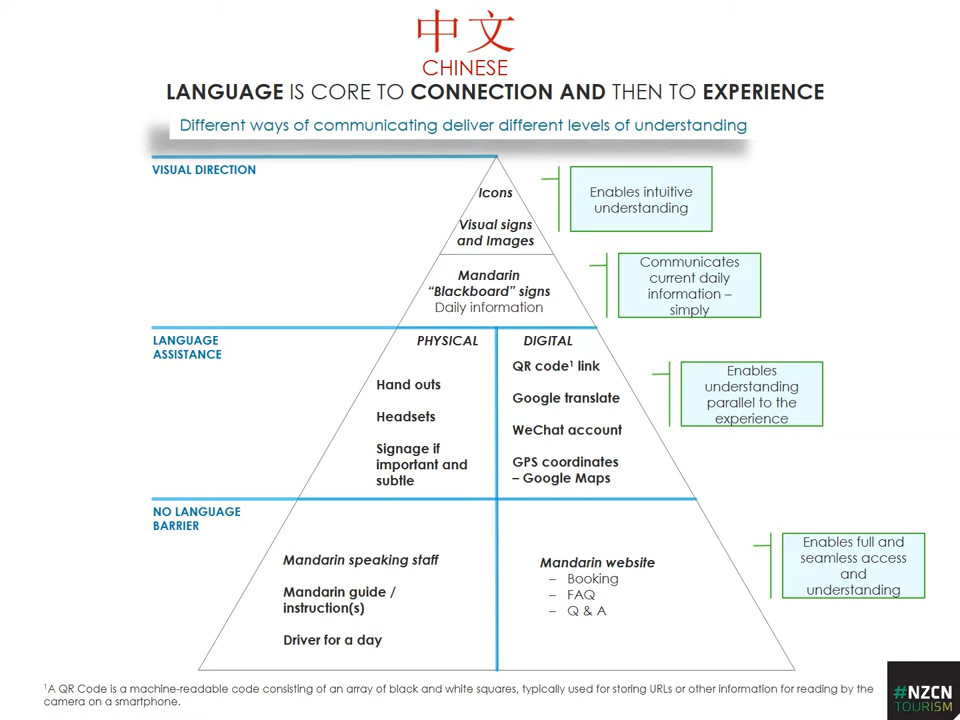 中文
CHINESE
LANGUAGE IS CORE TO CONNECTION AND THEN TO EXPERIENCE
Different ways of communicating deliver different levels of understanding
VISUAL DIRECTION
Icons
Visual signs
and Images
Enables intuitive
understanding
Mandarin
“Blackboard” signs
Daily information
Communicates
current daily
information –
simply
LANGUAGE
ASSISTANCE
PHYSICAL
Hand outs
Headsets
Signage if
important and
subtle
DIGITAL
QR code¹ link
Google translate
WeChat account
GPS coordinates
– Google Maps
Enables
understanding
parallel to the
experience
NO LANGUAGE
BARRIER
Mandarin speaking staff
Mandarin guide /
instruction(s)
Driver for a day
Mandarin website
– Booking
– FAQ
– Q & A
Enables full and
seamless access
and
understanding
¹A QR Code is a machine-readable code consisting of an array of black and white squares, typically used for storing URLs or other information for reading by the
camera on a smartphone.
#NZCN
TOURISM